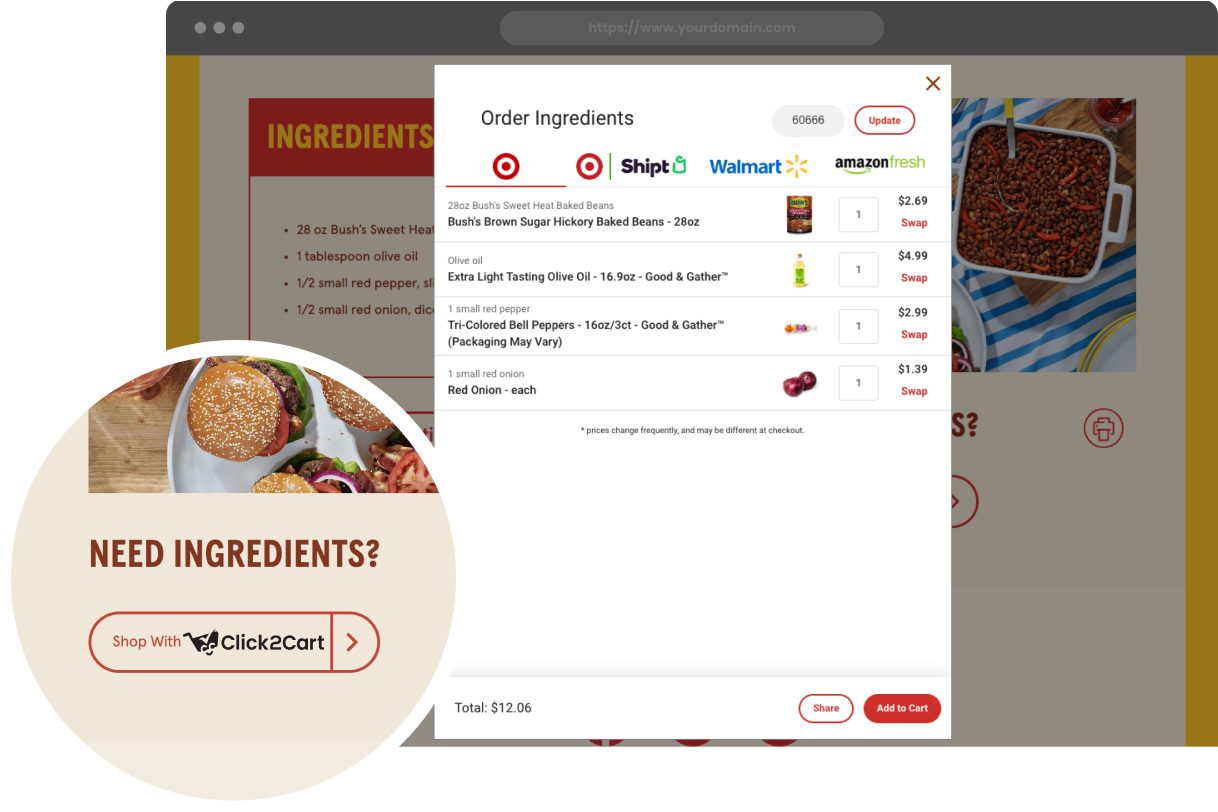 https://www.yourdomain.com
INGREDIENTS
28 oz Bush's Sweet Heat
1 tablespoon olive oil
1/2 small red pepper,
1/2 small red onion,
Order Ingredients
60666
Update
Shipt
Walmart
amazonfresh
28oz Bush's Sweet Heat Baked Beans
Bush's Brown Sugar Hickory Baked Beans - 28oz
1
$2.69
Swap
Olive oil
Extra Light Tasting Olive Oil - 16.9oz - Good & Gather™
1
$4.99
Swap
1 small red pepper
Tri-Colored Bell Peppers - 16oz/3ct - Good & Gather™
(Packaging May Vary)
1
$2.99
Swap
1 small red onion
Red Onion - each
1
$1.39
Swap
* prices change frequently, and may be different at checkout.
Total: $12.06
Share
Add to Cart
S?
NEED INGREDIENTS?
Shop With Click2Cart